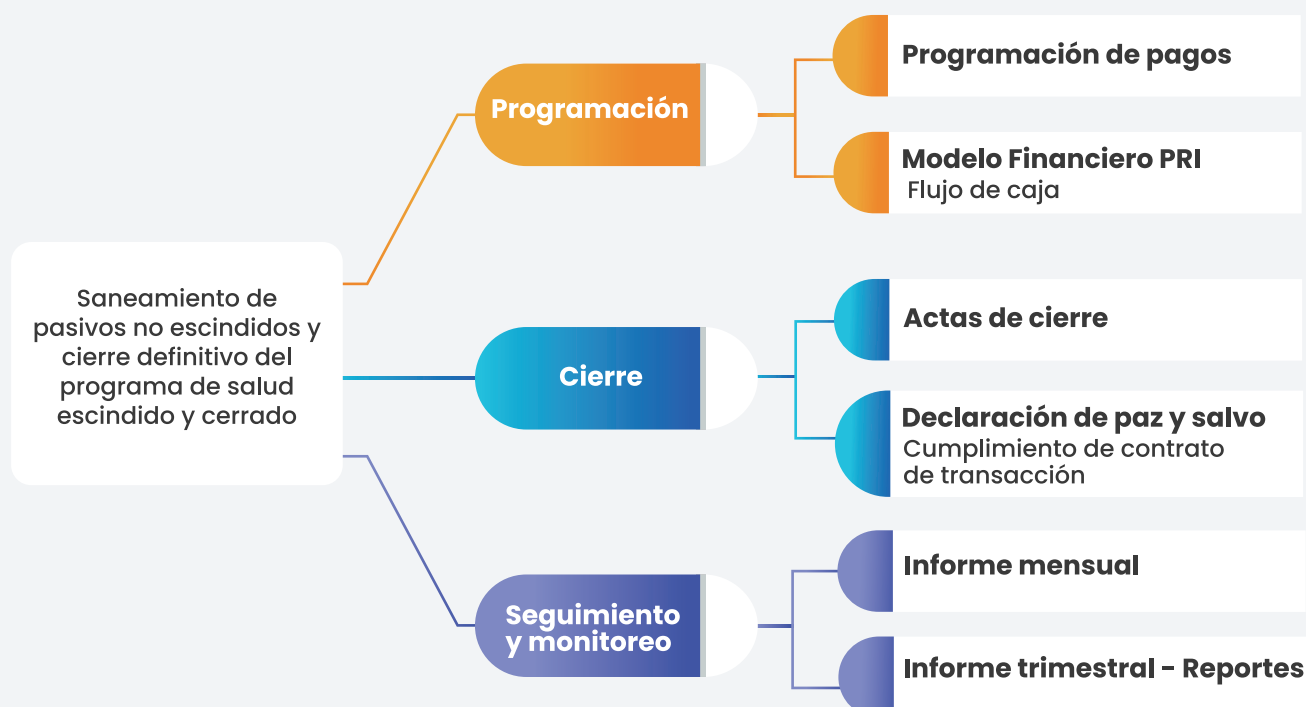 Saneamiento de
pasivos no escindidos y
cierre definitivo del
programa de salud
escindido y cerrado
Programación
Programación de pagos
Modelo Financiero PRI
Flujo de caja
Cierre
Actas de cierre
Declaración de paz y salvo
Cumplimiento de contrato
de transacción
Seguimiento
y monitoreo
Informe mensual
Informe trimestral - Reportes